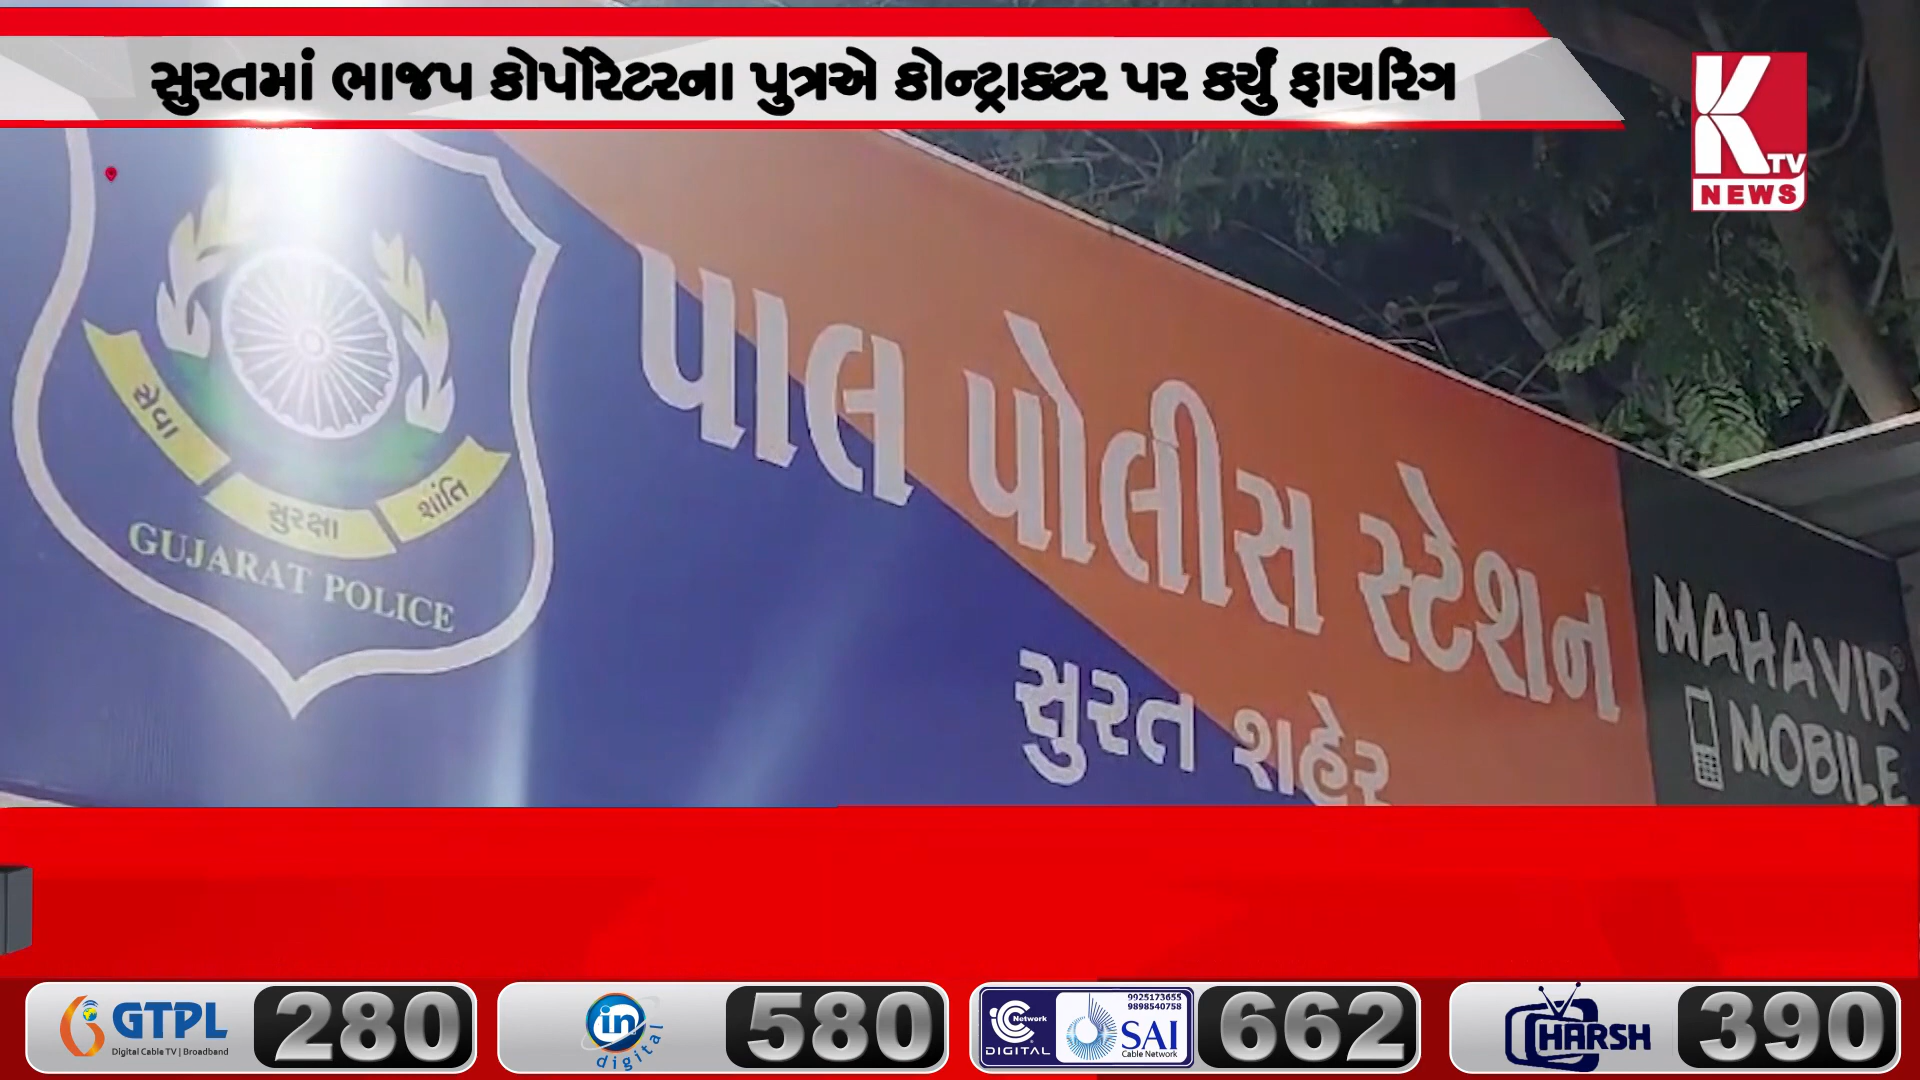 સુરતમાં ભાજપ કોર્પોરેટરના પુત્રએ કોન્ટ્રાક્ટર પર કર્યું ફાયરિંગ
K TV
NEWS
સેવા
સુરક્ષા
શાંતિ
GUJARAT POLICE
પાલ પોલીસ સ્ટેશન
સુરત શહેર
MAHAVIR®
MOBILE
GTPL
Digital Cable TV | Broadband
280
in
digital
580
Network
DIGITAL
9925173655
9898540758
SAI
Cable Network
662
HARSH
390